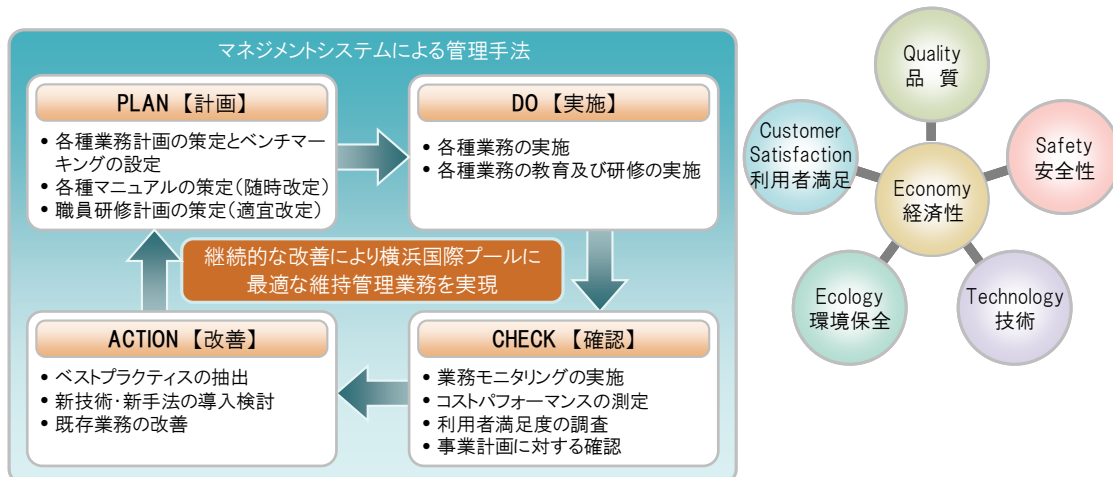 マネジメントシステムによる管理手法
PLAN 【計画】
• 各種業務計画の策定とベンチマー
キングの設定
• 各種マニュアルの策定(随時改定)
• 職員研修計画の策定(適宜改定)
DO 【実施】
• 各種業務の実施
• 各種業務の教育及び研修の実施
継続的な改善により横浜国際プールに
最適な維持管理業務を実現
ACTION 【改善】
• ベストプラクティスの抽出
• 新技術・新手法の導入検討
• 既存業務の改善
CHECK 【確認】
• 業務モニタリングの実施
• コストパフォーマンスの測定
• 利用者満足度の調査
• 事業計画に対する確認
Quality
品 質
Customer
Satisfaction
利用者満足
Safety
安全性
Economy
経済性
Ecology
環境保全
Technology
技術